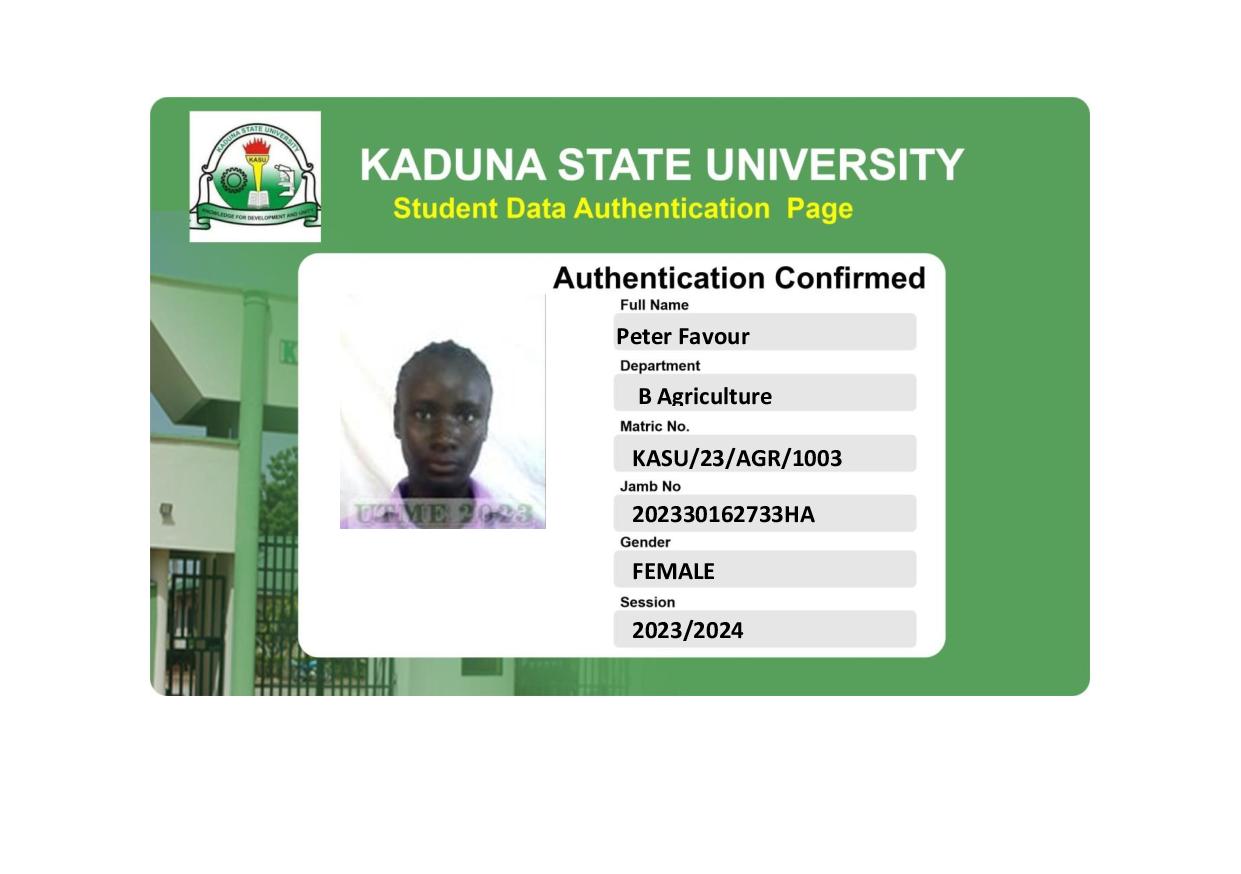 KADUNA STATE UNIVERSITY
KASU
KNOWLEDGE FOR DEVELOPMENT AND UNITY
KADUNA STATE UNIVERSITY
Student Data Authentication Page
Authentication Confirmed
Full Name
Peter Favour
Department
B Agriculture
Matric No.
KASU/23/AGR/1003
Jamb No
202330162733HA
Gender
FEMALE
Session
2023/2024
UTME 2023
K